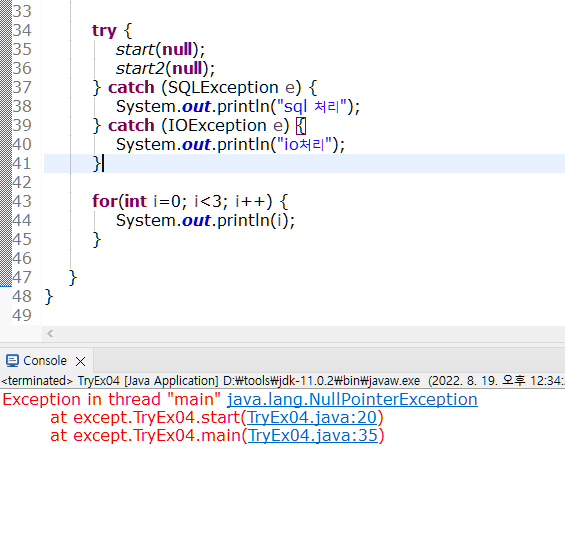 33
34 try {
35 start(null);
36 start2(null);
37 } catch (SQLException e) {
38 System.out.println("sql 처리");
39 } catch (IOException e) {
40 System.out.println("io처리");
41 }
42
43 for(int i=0; i<3; i++) {
44 System.out.println(i);
45 }
46
47 }
48 }
49
Console
<terminated> TryEx04 [Java Application] D:₩tools₩jdk-11.0.2₩bin₩javaw.exe (2022. 8. 19. 오후 12:34:
Exception in thread "main" java.lang.NullPointerException
at except.TryEx04.start(TryEx04.java:20)
at except.TryEx04.main(TryEx04.java:35)